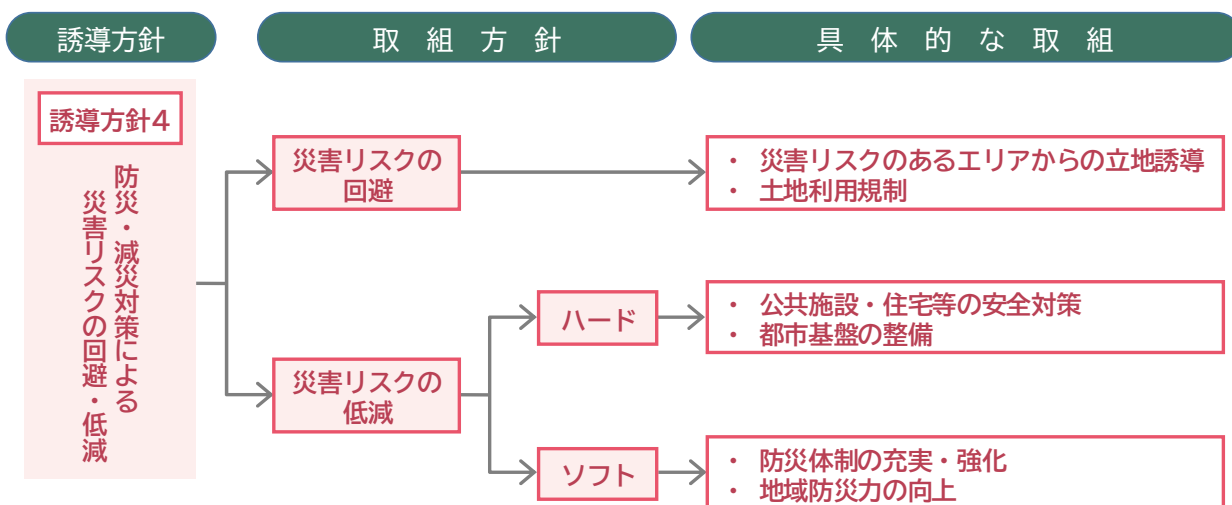 誘導方針
取組方針
具体的な取組
誘導方針4
防災・減災対策による
災害リスクの回避・低減
災害リスクの
回避
・ 災害リスクのあるエリアからの立地誘導
・ 土地利用規制
災害リスクの
低減
ハード
・ 公共施設・住宅等の安全対策
・ 都市基盤の整備
ソフト
・ 防災体制の充実・強化
・ 地域防災力の向上